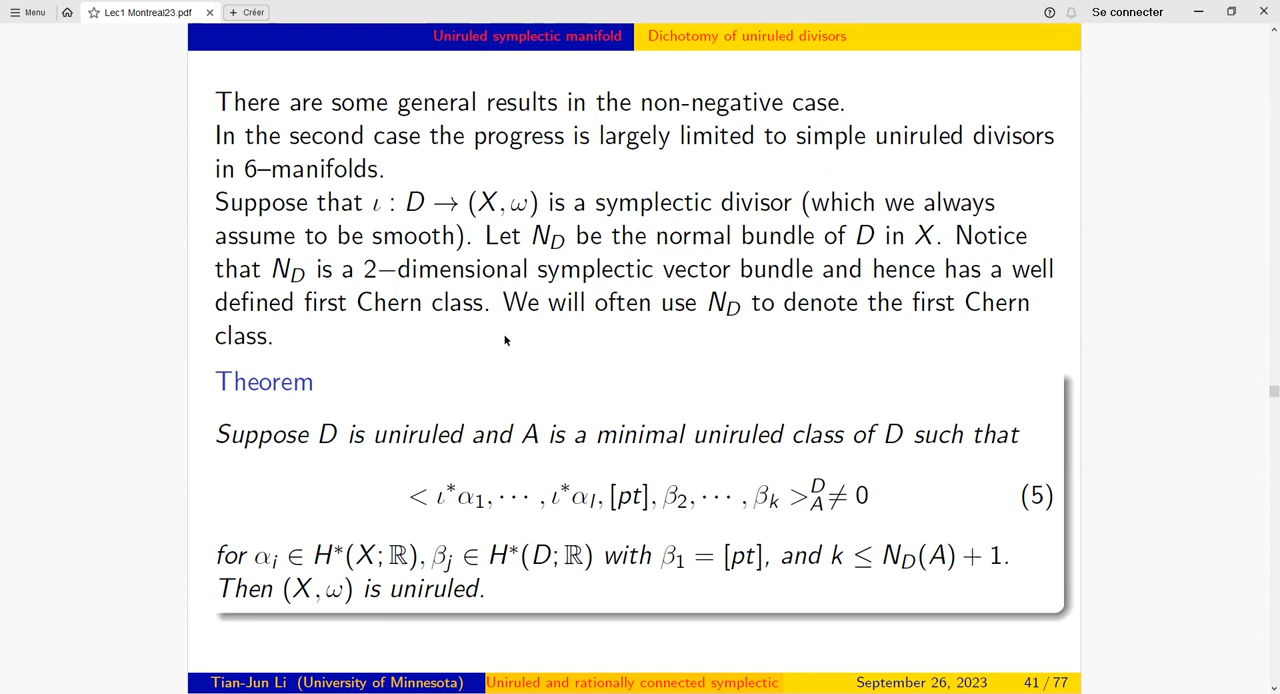 Menu
Lec1 Montreal23.pdf
×
+ Créer
Se connecter
Uniruled symplectic manifold
Dichotomy of uniruled divisors
There are some general results in the non-negative case.
In the second case the progress is largely limited to simple uniruled divisors
in 6–manifolds.
Suppose that ι : D → (X, ω) is a symplectic divisor (which we always
assume to be smooth). Let N_D be the normal bundle of D in X. Notice
that N_D is a 2−dimensional symplectic vector bundle and hence has a well
defined first Chern class. We will often use N_D to denote the first Chern
class.
Theorem
Suppose D is uniruled and A is a minimal uniruled class of D such that
< ι*α₁, ··· , ι*α_l, [pt], β₂, ··· , β_k >_A^D ≠ 0 (5)
for α_i ∈ H*(X; ℝ), β_j ∈ H*(D; ℝ) with β₁ = [pt], and k ≤ N_D(A) + 1.
Then (X, ω) is uniruled.
Tian-Jun Li (University of Minnesota)
Uniruled and rationally connected symplectic
September 26, 2023
41 / 77